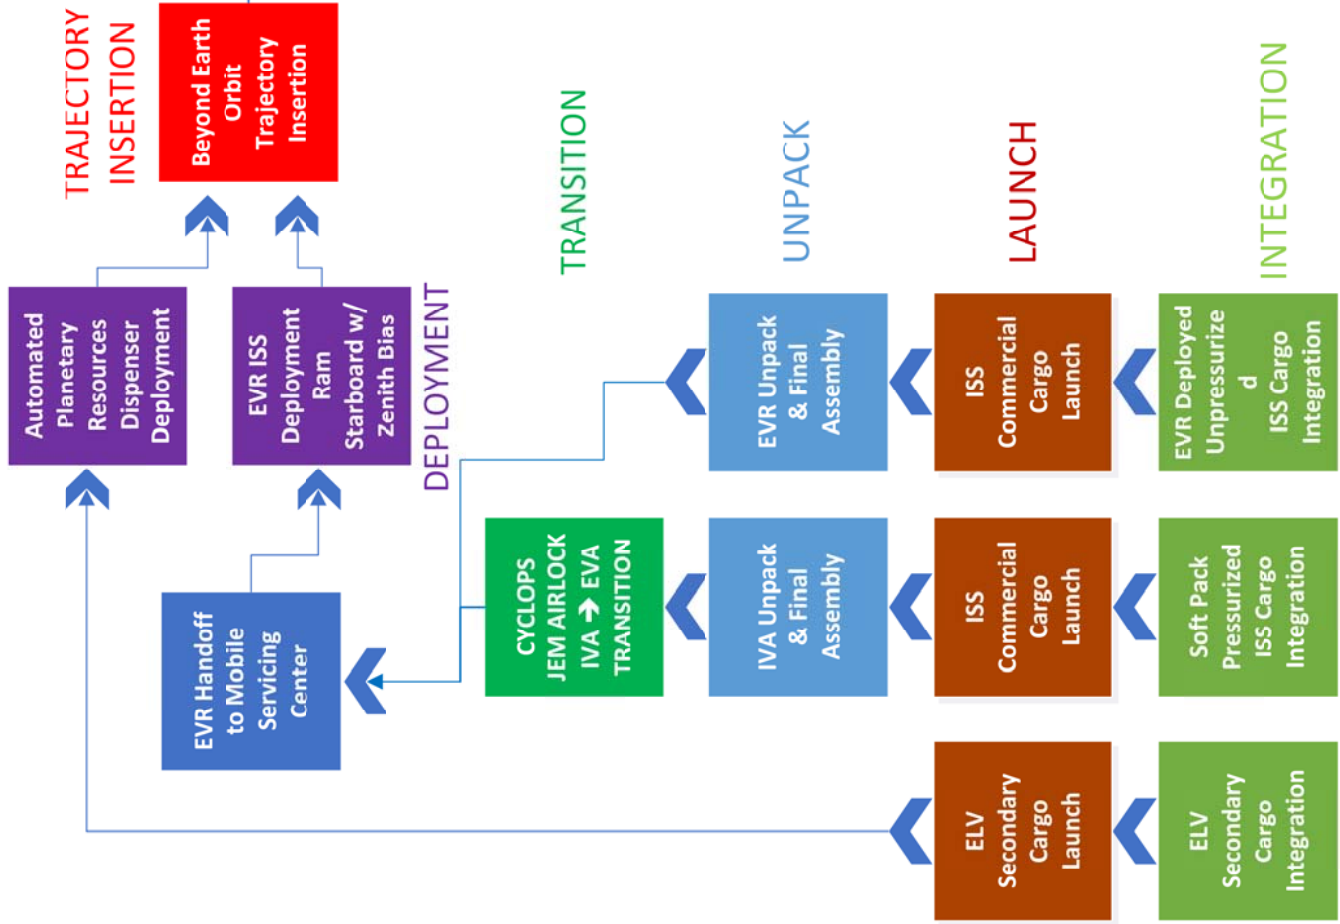 TRAJECTORY
INSERTION
Beyond Earth
Orbit
Trajectory
Insertion
Automated
Planetary
Resources
Dispenser
Deployment
EVR ISS
Deployment
Ram
Starboard w/
Zenith Bias
DEPLOYMENT
EVR Handoff
to Mobile
Servicing
Center
TRANSITION
CYCLOPS
JEM AIRLOCK
IVA ➔ EVA
TRANSITION
UNPACK
IVA Unpack
& Final
Assembly
EVR Unpack
& Final
Assembly
LAUNCH
ELV
Secondary
Cargo
Launch
ISS
Commercial
Cargo
Launch
ISS
Commercial
Cargo
Launch
INTEGRATION
ELV
Secondary
Cargo
Integration
Soft Pack
Pressurized
ISS Cargo
Integration
EVR Deployed
Unpressurize
d
ISS Cargo
Integration